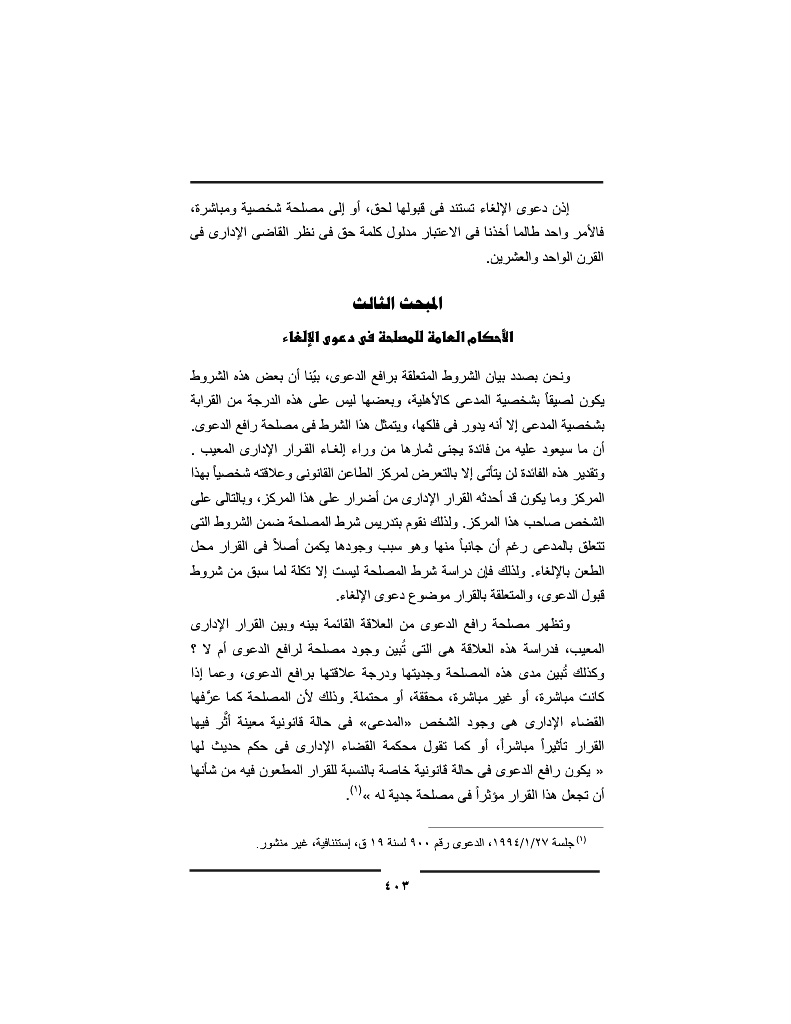 إذن دعوى الإلغاء تستند فى قبولها لحق، أو إلى مصلحة شخصية ومباشرة،
فالأمر واحد طالما أخذنا فى الاعتبار مدلول كلمة حق فى نظر القاضى الإدارى فى
القرن الواحد والعشرين.
المبحث الثالث
الأحكام العامة للمصلحة فى دعوى الإلغاء
ونحن بصدد بيان الشروط المتعلقة برافع الدعوى، بيّنا أن بعض هذه الشروط
يكون لصيقاً بشخصية المدعى كالأهلية، وبعضها ليس على هذه الدرجة من القرابة
بشخصية المدعى إلا أنه يدور فى فلكها، ويتمثل هذا الشرط فى مصلحة رافع الدعوى.
أن ما سيعود عليه من فائدة يجنى ثمارها من وراء إلغـاء القـرار الإدارى المعيب .
وتقدير هذه الفائدة لن يتأتى إلا بالتعرض لمركز الطاعن القانونى وعلاقته شخصياً بهذا
المركز وما يكون قد أحدثه القرار الإدارى من أضرار على هذا المركز، وبالتالى على
الشخص صاحب هذا المركز. ولذلك نقوم بتدريس شرط المصلحة ضمن الشروط التى
تتعلق بالمدعى رغم أن جانباً منها وهو سبب وجودها يكمن أصلاً فى القرار محل
الطعن بالإلغاء. ولذلك فإن دراسة شرط المصلحة ليست إلا تكلة لما سبق من شروط
قبول الدعوى، والمتعلقة بالقرار موضوع دعوى الإلغاء.
وتظهر مصلحة رافع الدعوى من العلاقة القائمة بينه وبين القرار الإدارى
المعيب، فدراسة هذه العلاقة هى التى تُبين وجود مصلحة لرافع الدعوى أم لا ؟
وكذلك تُبين مدى هذه المصلحة وجديتها ودرجة علاقتها برافع الدعوى، وعما إذا
كانت مباشرة، أو غير مباشرة، محققة، أو محتملة. وذلك لأن المصلحة كما عرَّفها
القضاء الإدارى هى وجود الشخص «المدعى» فى حالة قانونية معينة أثَّر فيها
القرار تأثيراً مباشراً، أو كما تقول محكمة القضاء الإدارى فى حكم حديث لها
« يكون رافع الدعوى فى حالة قانونية خاصة بالنسبة للقرار المطعون فيه من شأنها
أن تجعل هذا القرار مؤثراً فى مصلحة جدية له »(١).
(١) جلسة ١٩٩٤/١/٢٧، الدعوى رقم ٩٠٠ لسنة ١٩ ق، إستئنافية، غير منشور.
٤٠٣